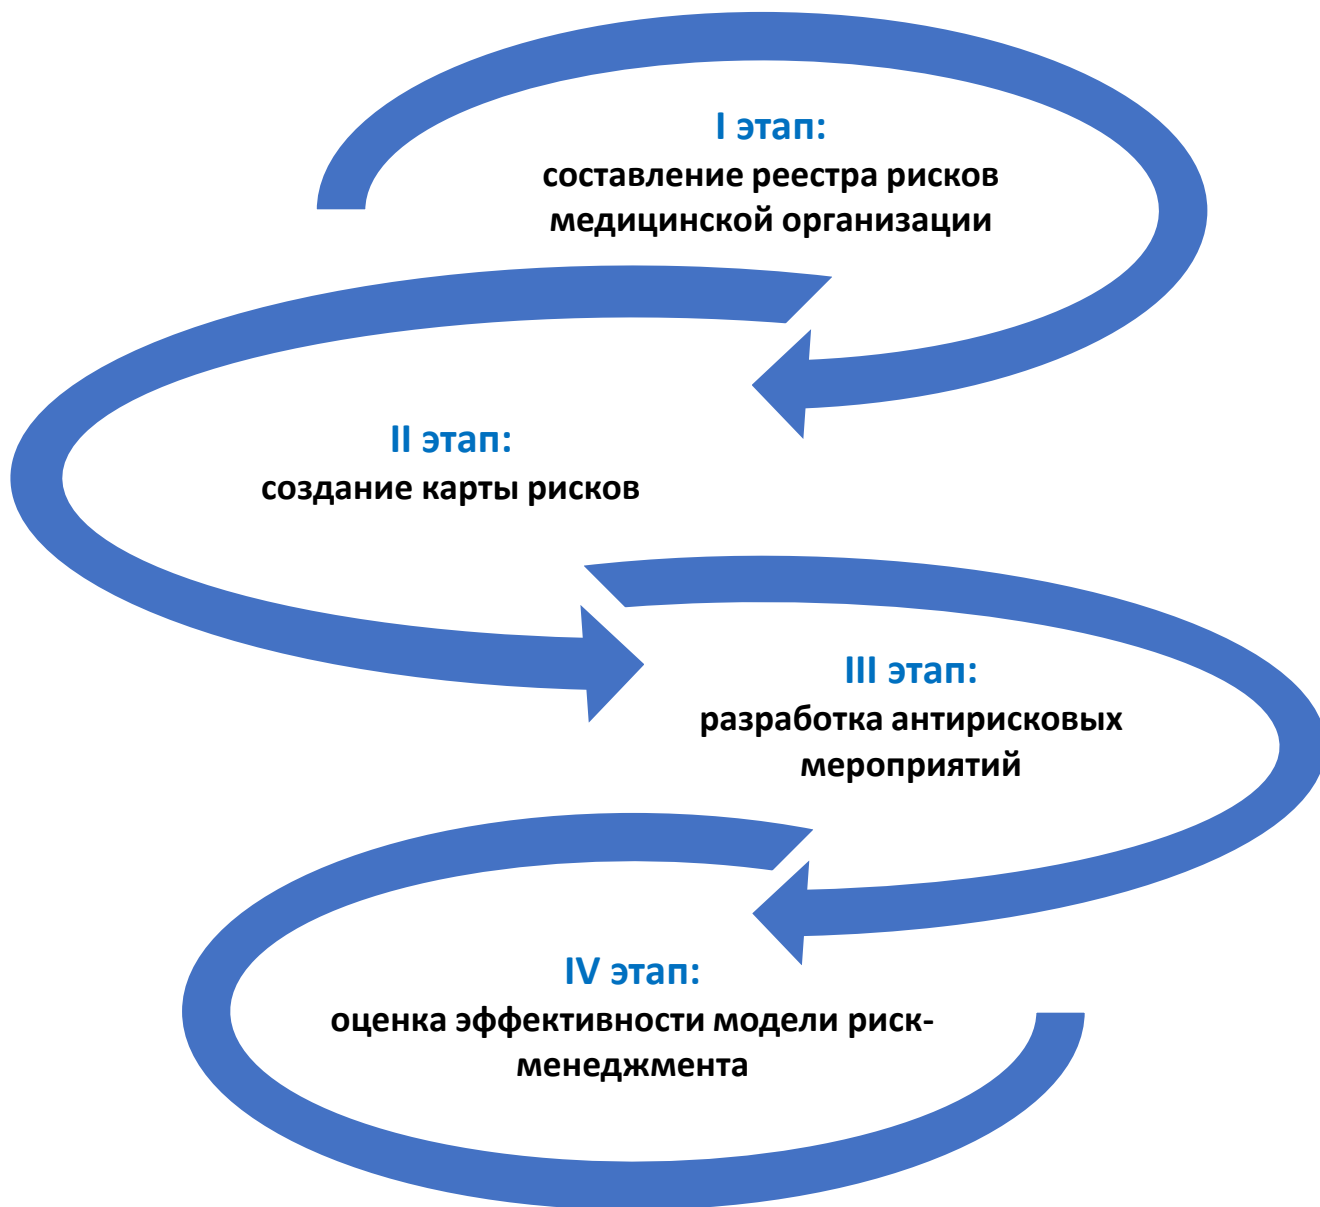 I этап:
составление реестра рисков
медицинской организации
II этап:
создание карты рисков
III этап:
разработка антирисковых
мероприятий
IV этап:
оценка эффективности модели риск-
менеджмента